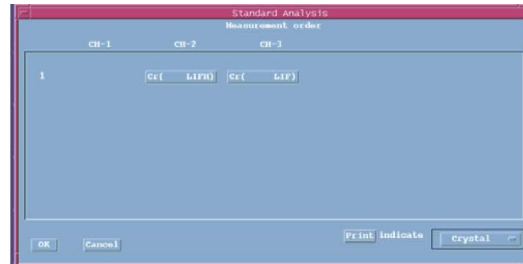 Standard Analysis
Measurement order
CH-1 CH-2 CH-3
1 Cr( LIFH) Cr( LIF)
Print indicate Crystal
OK Cancel